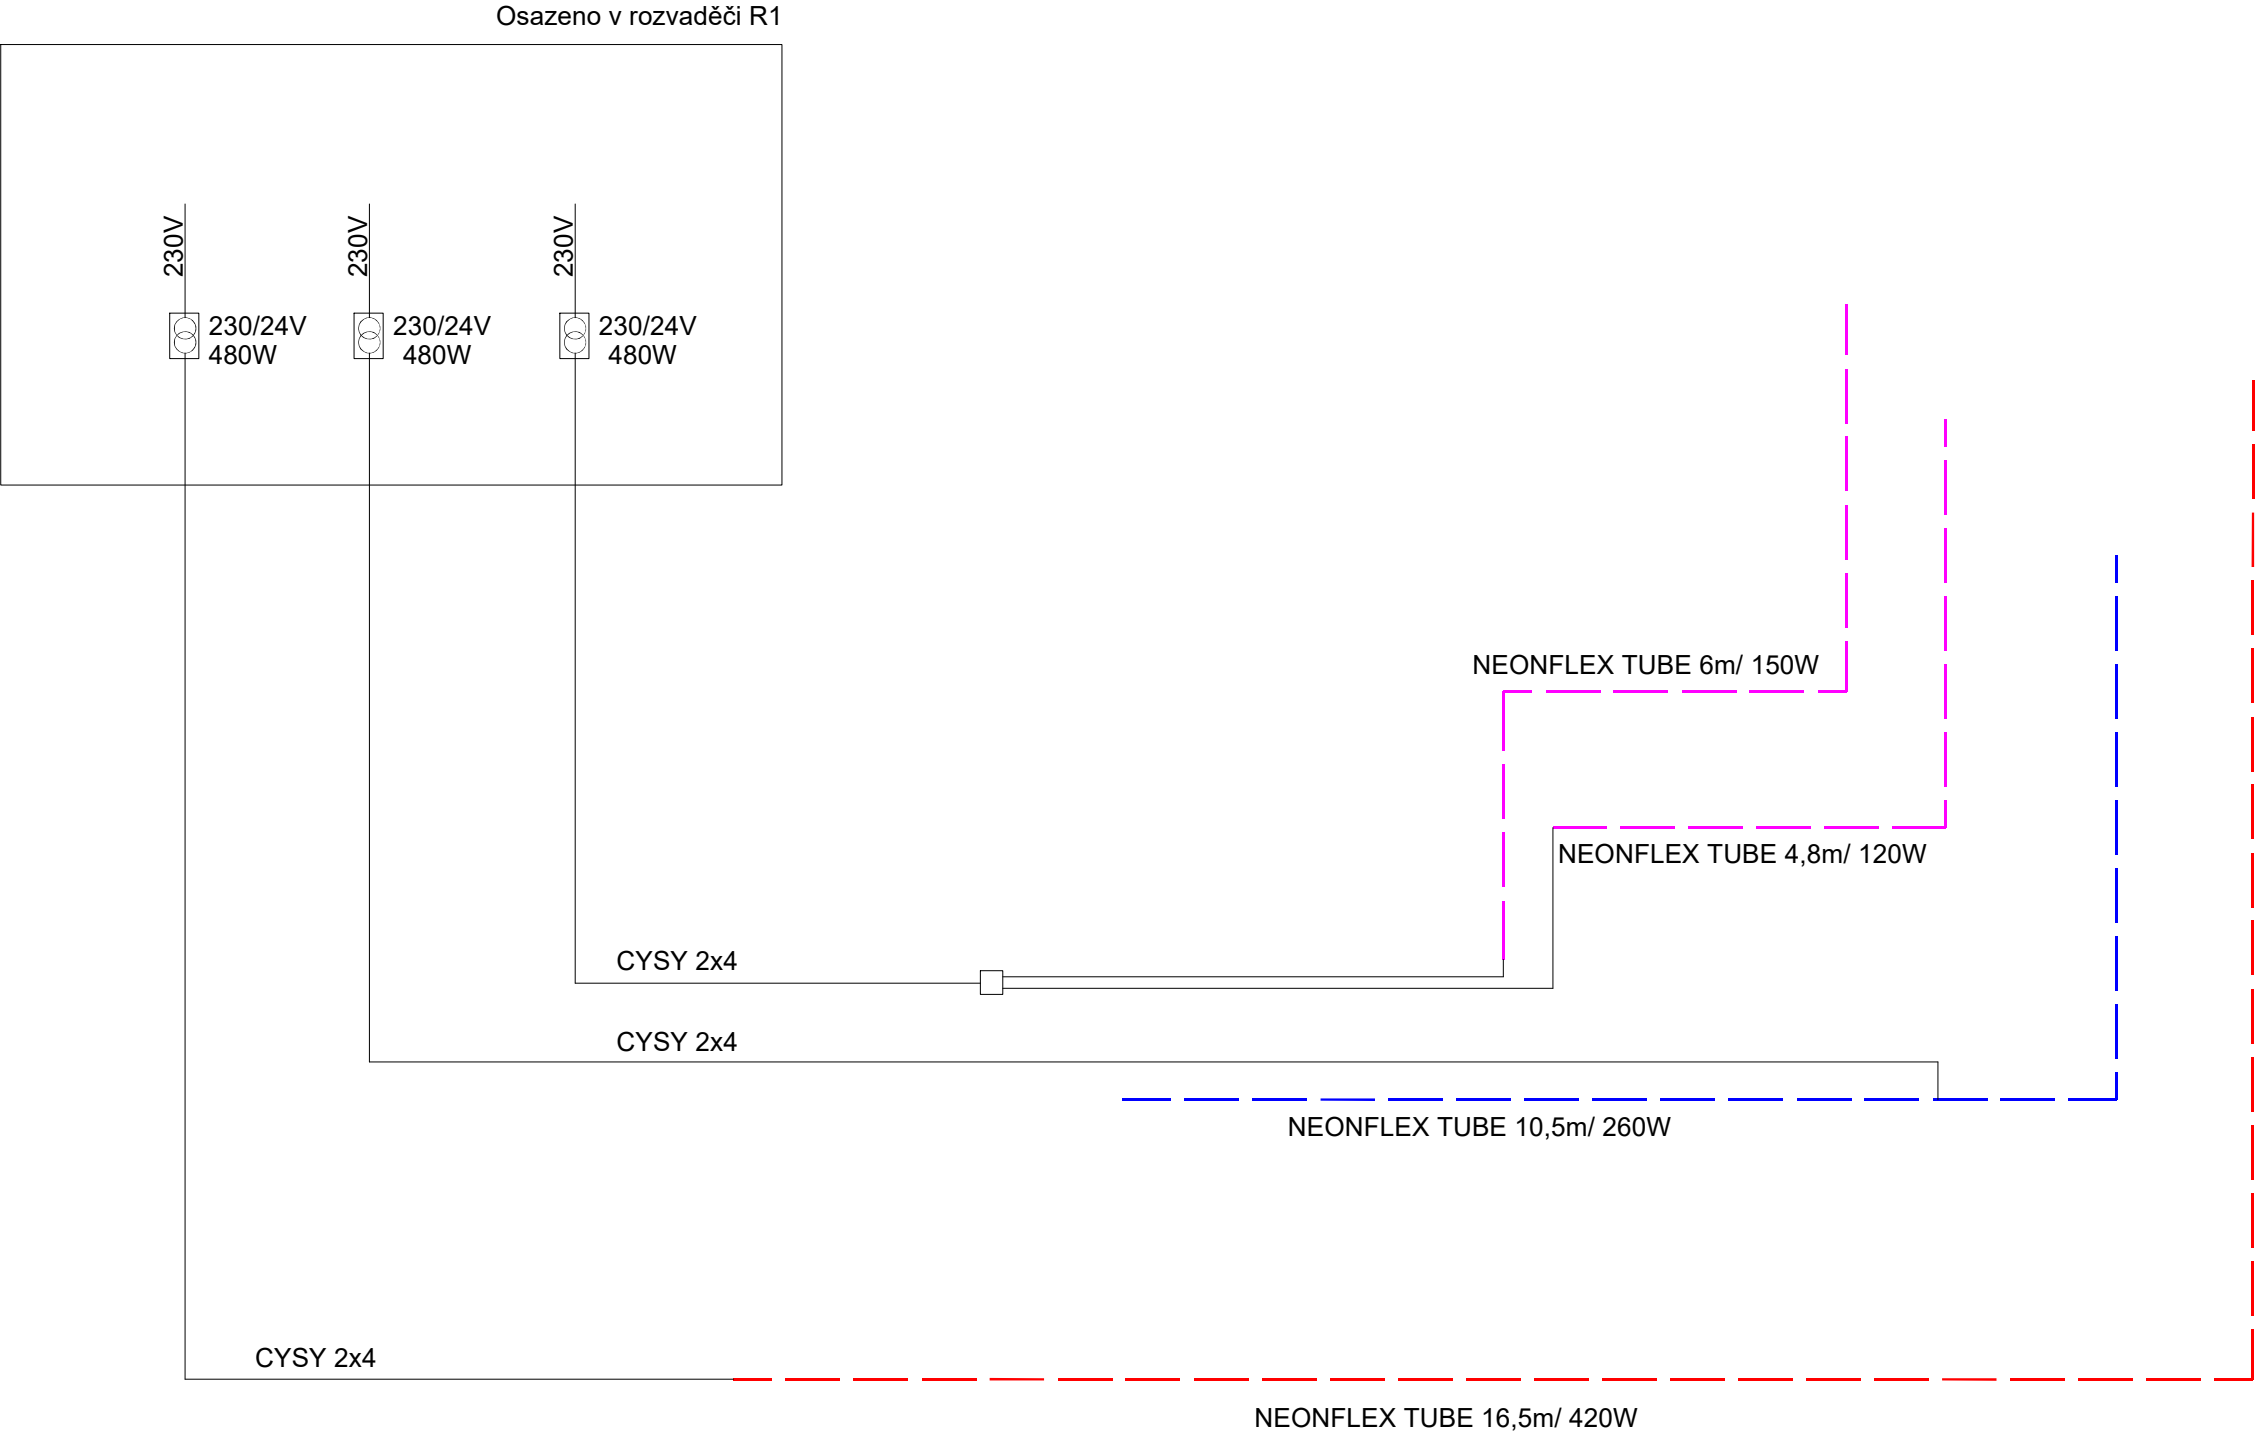 Osazeno v rozvaděči R1
230V
230V
230V
230/24V
480W
230/24V
480W
230/24V
480W
NEONFLEX TUBE 6m/ 150W
NEONFLEX TUBE 4,8m/ 120W
CYSY 2x4
CYSY 2x4
NEONFLEX TUBE 10,5m/ 260W
CYSY 2x4
NEONFLEX TUBE 16,5m/ 420W